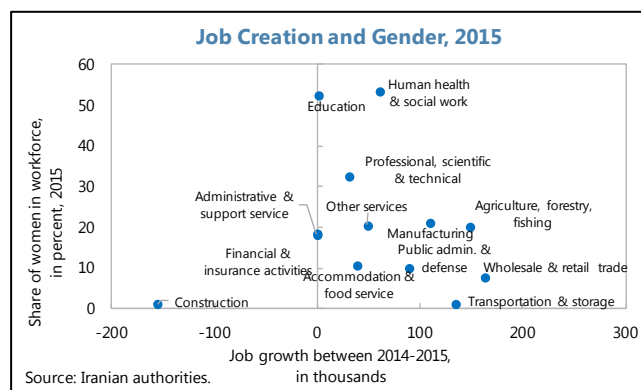 Job Creation and Gender, 2015
60
50
40
30
20
10
0
Share of women in workforce,
in percent, 2015
Human health
& social work
Education
Professional, scientific
& technical
Administrative &
support service
Other services
Agriculture, forestry,
fishing
Manufacturing
Financial &
insurance activities
Public admin. &
defense
Accommodation &
food service
Wholesale & retail trade
Construction
Transportation & storage
-200
-100
0
100
200
300
Job growth between 2014-2015,
in thousands
Source: Iranian authorities.